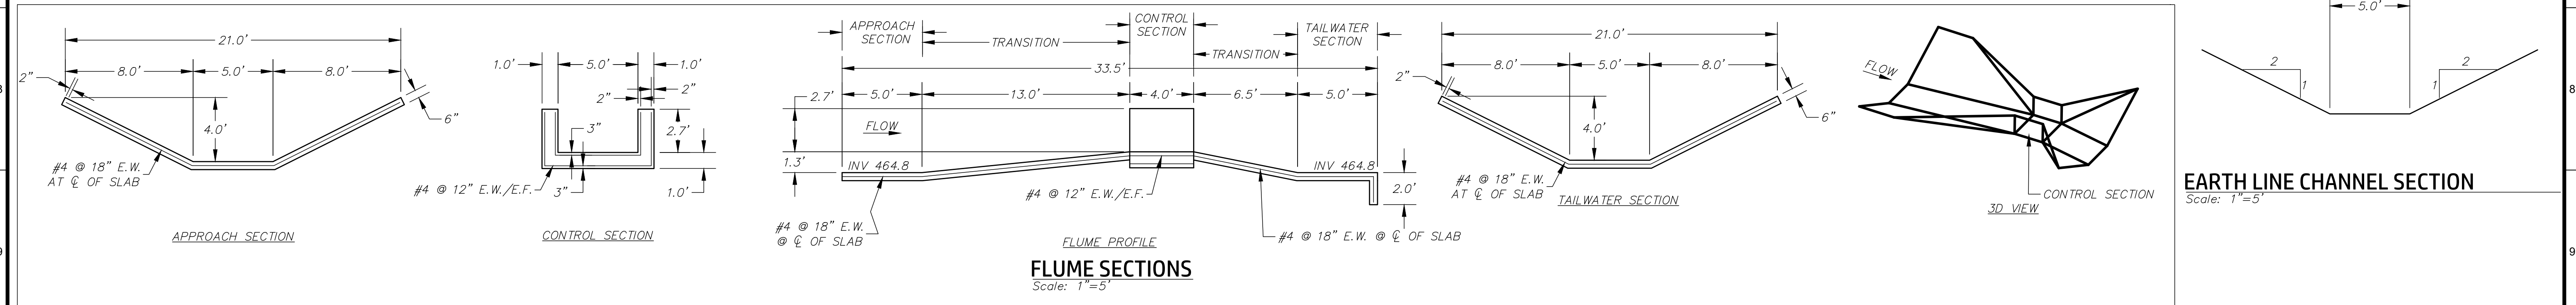 21.0'
8.0'
5.0'
8.0'
2"
4.0'
6"
#4 @ 18" E.W.
AT ℄ OF SLAB
APPROACH SECTION
1.0'
5.0'
1.0'
2"
2"
3"
2.7'
#4 @ 12" E.W./E.F.
3"
1.0'
CONTROL SECTION
APPROACH
SECTION
TRANSITION
CONTROL
SECTION
TRANSITION
TAILWATER
SECTION
33.5'
2.7'
5.0'
13.0'
4.0'
6.5'
5.0'
FLOW
1.3'
INV 464.8
INV 464.8
#4 @ 12" E.W./E.F.
2.0'
#4 @ 18" E.W.
@ ℄ OF SLAB
#4 @ 18" E.W. @ ℄ OF SLAB
FLUME PROFILE
FLUME SECTIONS
Scale: 1"=5'
21.0'
8.0'
5.0'
8.0'
2"
4.0'
6"
#4 @ 18" E.W.
AT ℄ OF SLAB
TAILWATER SECTION
FLOW
CONTROL SECTION
3D VIEW
5.0'
2
1
2
1
EARTH LINE CHANNEL SECTION
Scale: 1"=5'
8
9